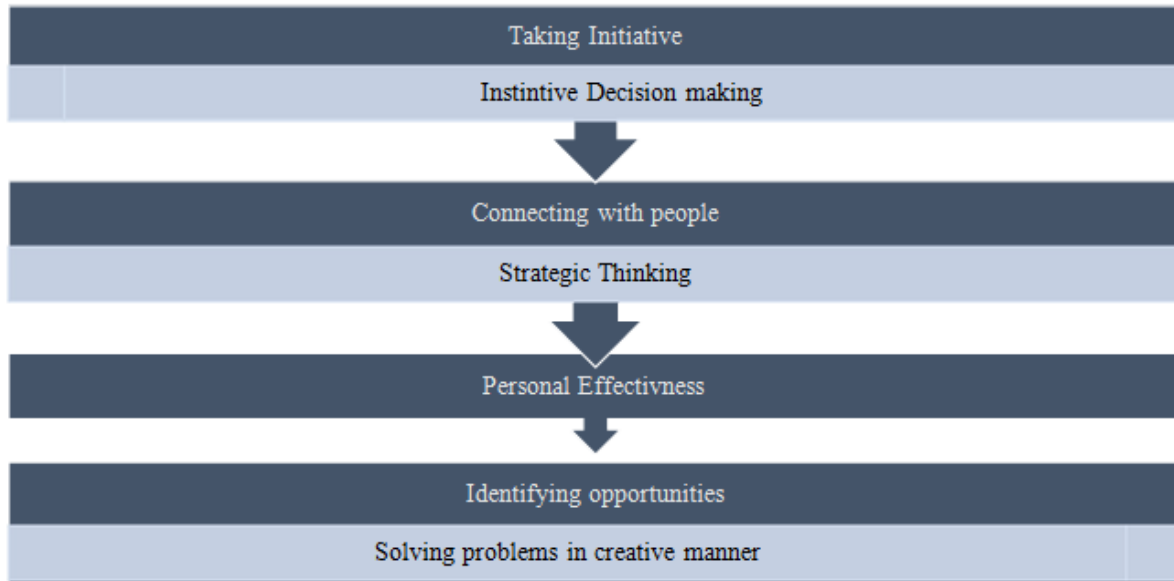 Taking Initiative
Instintive Decision making
Connecting with people
Strategic Thinking
Personal Effectivness
Identifying opportunities
Solving problems in creative manner